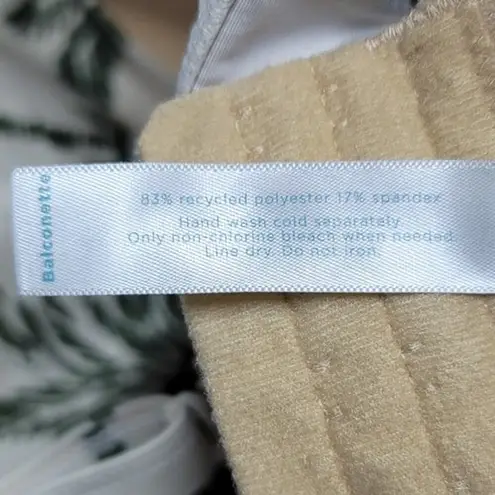 Balconette
83% recycled polyester 17% spandex
Hand wash cold separately
Only non-chlorine bleach when needed
Line dry. Do not iron.